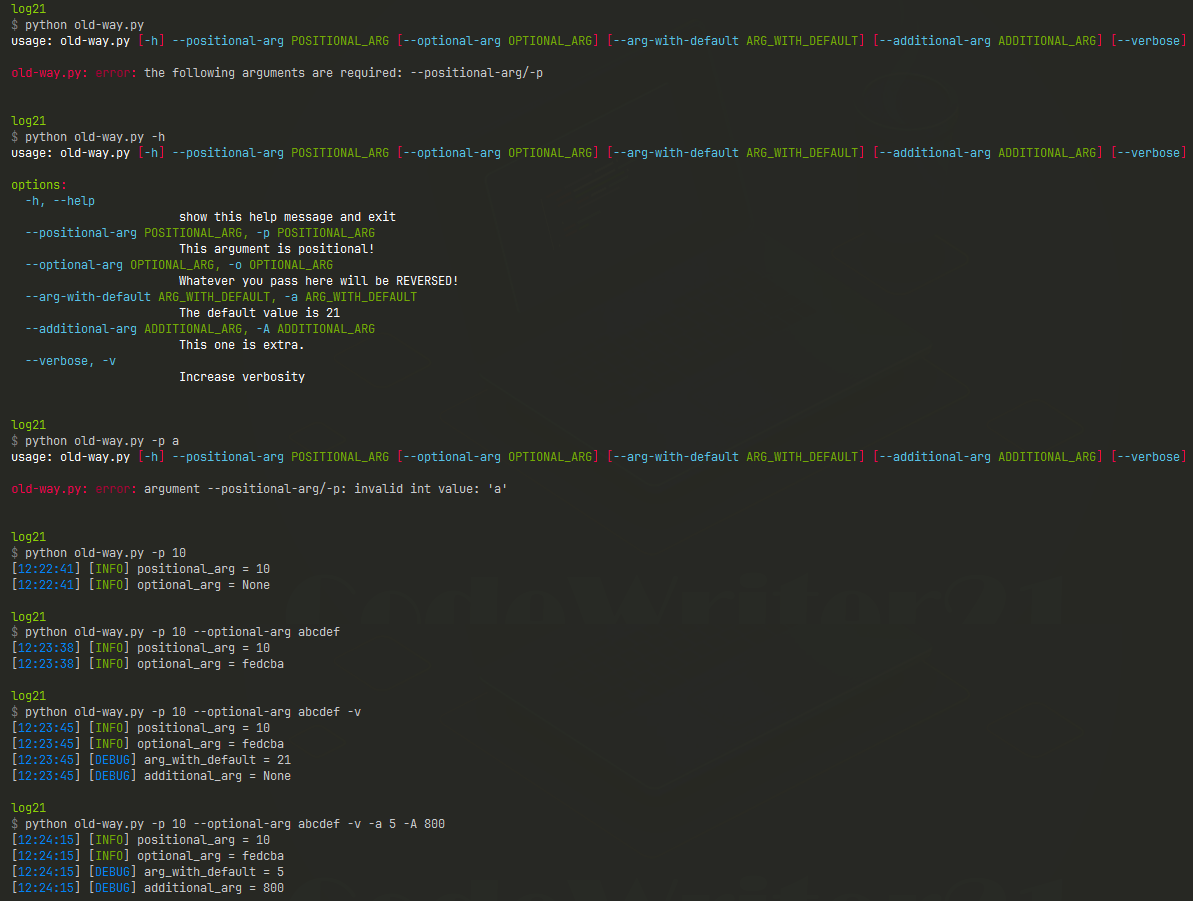 log21
$ python old-way.py
usage: old-way.py [-h] --positional-arg POSITIONAL_ARG [--optional-arg OPTIONAL_ARG] [--arg-with-default ARG_WITH_DEFAULT] [--additional-arg ADDITIONAL_ARG] [--verbose]
old-way.py: error: the following arguments are required: --positional-arg/-p
log21
$ python old-way.py -h
usage: old-way.py [-h] --positional-arg POSITIONAL_ARG [--optional-arg OPTIONAL_ARG] [--arg-with-default ARG_WITH_DEFAULT] [--additional-arg ADDITIONAL_ARG] [--verbose]
options:
-h, --help
show this help message and exit
--positional-arg POSITIONAL_ARG, -p POSITIONAL_ARG
This argument is positional!
--optional-arg OPTIONAL_ARG, -o OPTIONAL_ARG
Whatever you pass here will be REVERSED!
--arg-with-default ARG_WITH_DEFAULT, -a ARG_WITH_DEFAULT
The default value is 21
--additional-arg ADDITIONAL_ARG, -A ADDITIONAL_ARG
This one is extra.
--verbose, -v
Increase verbosity
log21
$ python old-way.py -p a
usage: old-way.py [-h] --positional-arg POSITIONAL_ARG [--optional-arg OPTIONAL_ARG] [--arg-with-default ARG_WITH_DEFAULT] [--additional-arg ADDITIONAL_ARG] [--verbose]
old-way.py: error: argument --positional-arg/-p: invalid int value: 'a'
log21
$ python old-way.py -p 10
[12:22:41] [INFO] positional_arg = 10
[12:22:41] [INFO] optional_arg = None
CodeWriter21
log21
$ python old-way.py -p 10 --optional-arg abcdef
[12:23:38] [INFO] positional_arg = 10
[12:23:38] [INFO] optional_arg = fedcba
log21
$ python old-way.py -p 10 --optional-arg abcdef -v
[12:23:45] [INFO] positional_arg = 10
[12:23:45] [INFO] optional_arg = fedcba
[12:23:45] [DEBUG] arg_with_default = 21
[12:23:45] [DEBUG] additional_arg = None
log21
$ python old-way.py -p 10 --optional-arg abcdef -v -a 5 -A 800
[12:24:15] [INFO] positional_arg = 10
[12:24:15] [INFO] optional_arg = fedcba
[12:24:15] [DEBUG] arg_with_default = 5
[12:24:15] [DEBUG] additional_arg = 800
CodeWriter21